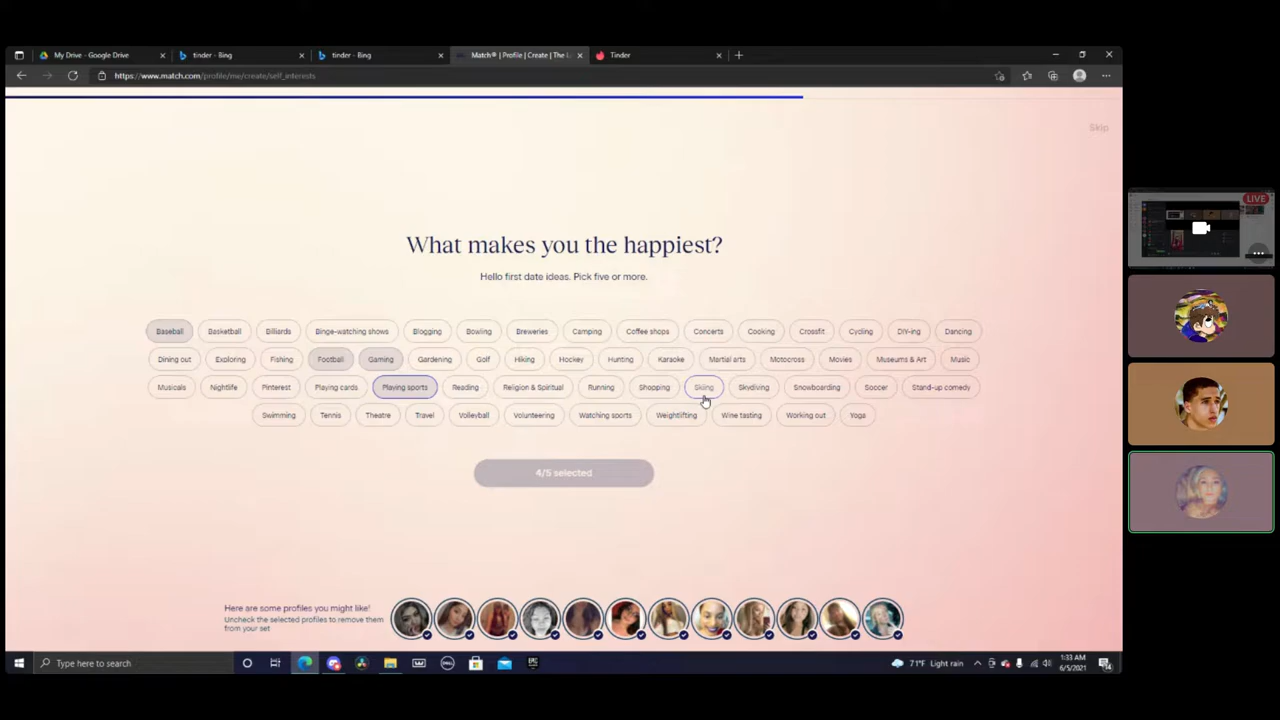 My Drive - Google Drive
tinder - Bing
tinder - Bing
Match® | Profile | Create | The L
Tinder
https://www.match.com/profile/me/create/self_interests
Skip
LIVE
What makes you the happiest?
Hello first date ideas. Pick five or more.
Baseball Basketball Billiards Binge-watching shows Blogging Bowling Breweries Camping Coffee shops Concerts Cooking Crossfit Cycling DIY-ing Dancing
Dining out Exploring Fishing Football Gaming Gardening Golf Hiking Hockey Hunting Karaoke Martial arts Motocross Movies Museums & Art Music
Musicals Nightlife Pinterest Playing cards Playing sports Reading Religion & Spiritual Running Shopping Skiing Skydiving Snowboarding Soccer Stand-up comedy
Swimming Tennis Theatre Travel Volleyball Volunteering Watching sports Weightlifting Wine tasting Working out Yoga
4/5 selected
Here are some profiles you might like!
Uncheck the selected profiles to remove them
from your set
Type here to search
DELL
EPIC
71°F Light rain
1:33 AM
6/5/2021